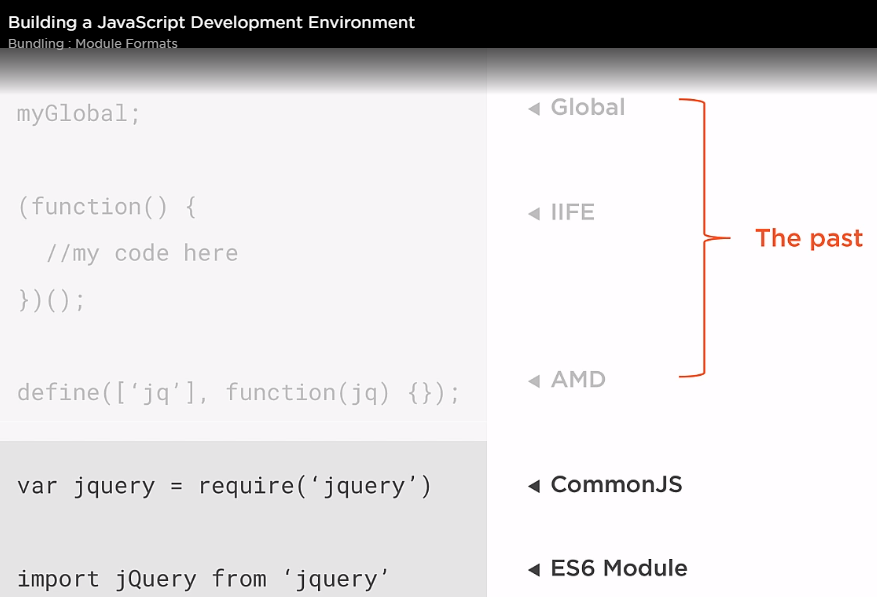 Building a JavaScript Development Environment
Bundling : Module Formats
myGlobal;
◀ Global
(function() {
◀ IIFE
//my code here
The past
})();
define([‘jq’], function(jq) {});
◀ AMD
var jquery = require(‘jquery’)
◀ CommonJS
import jQuery from ‘jquery’
◀ ES6 Module